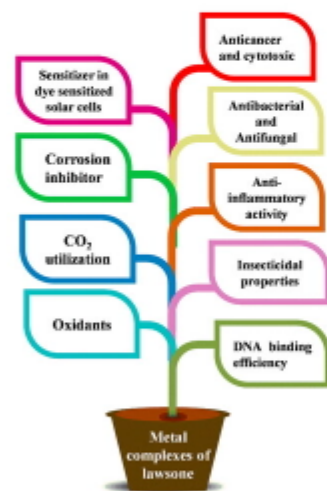 Anticancer
and cytotoxic
Sensitizer in
dye sensitized
solar cells
Antibacterial
and
Antifungal
Corrosion
inhibitor
Anti-
inflammatory
activity
CO₂
utilization
Insecticidal
properties
Oxidants
DNA binding
efficiency
Metal
complexes of
lawsone